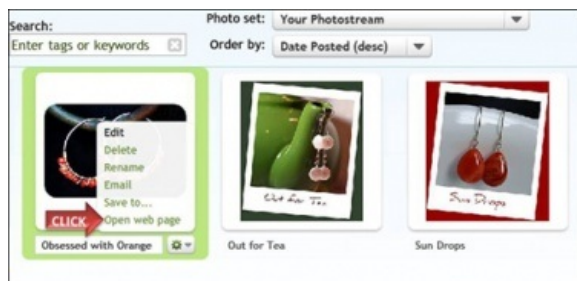 Photo set: Your Photostream
Search:
Enter tags or keywords
Order by: Date Posted (desc)
Edit
Delete
Rename
Email
Save to...
CLICK
Open web page
Obsessed with Orange
Out for Tea
Out for Tea
Sun Drops
Sun Drops